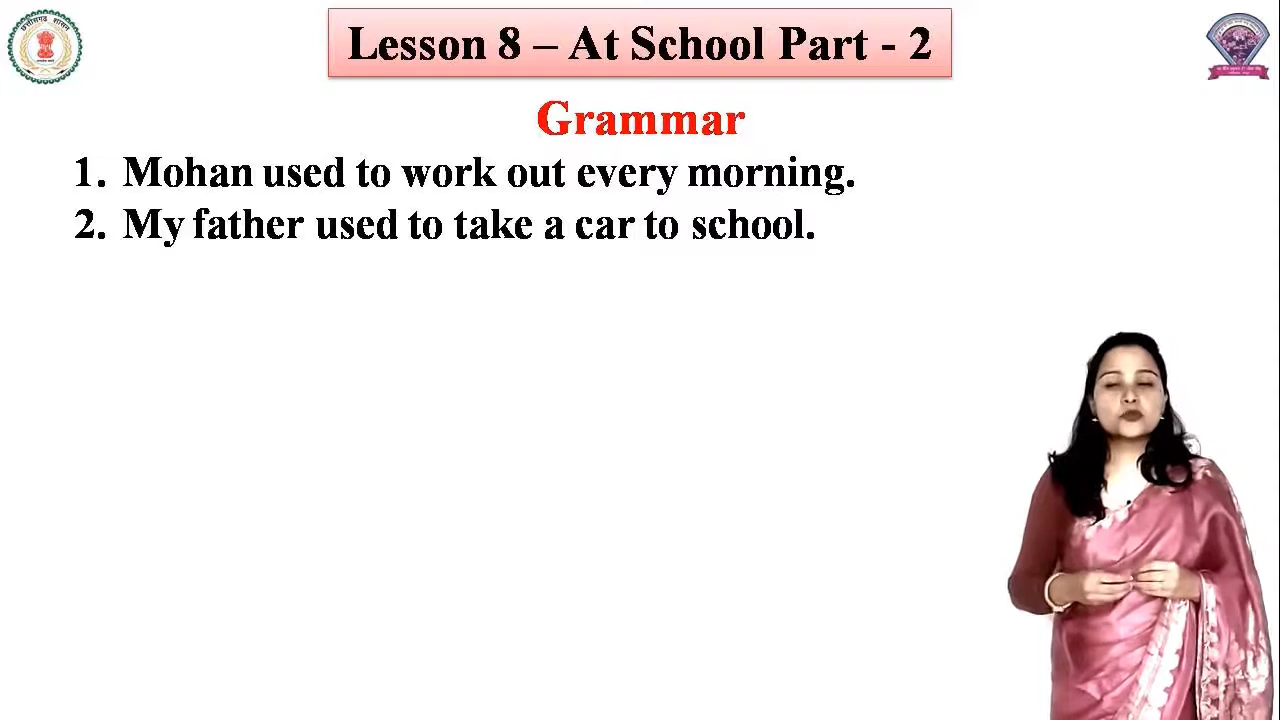 Lesson 8 – At School Part - 2
Grammar
1. Mohan used to work out every morning.
2. My father used to take a car to school.